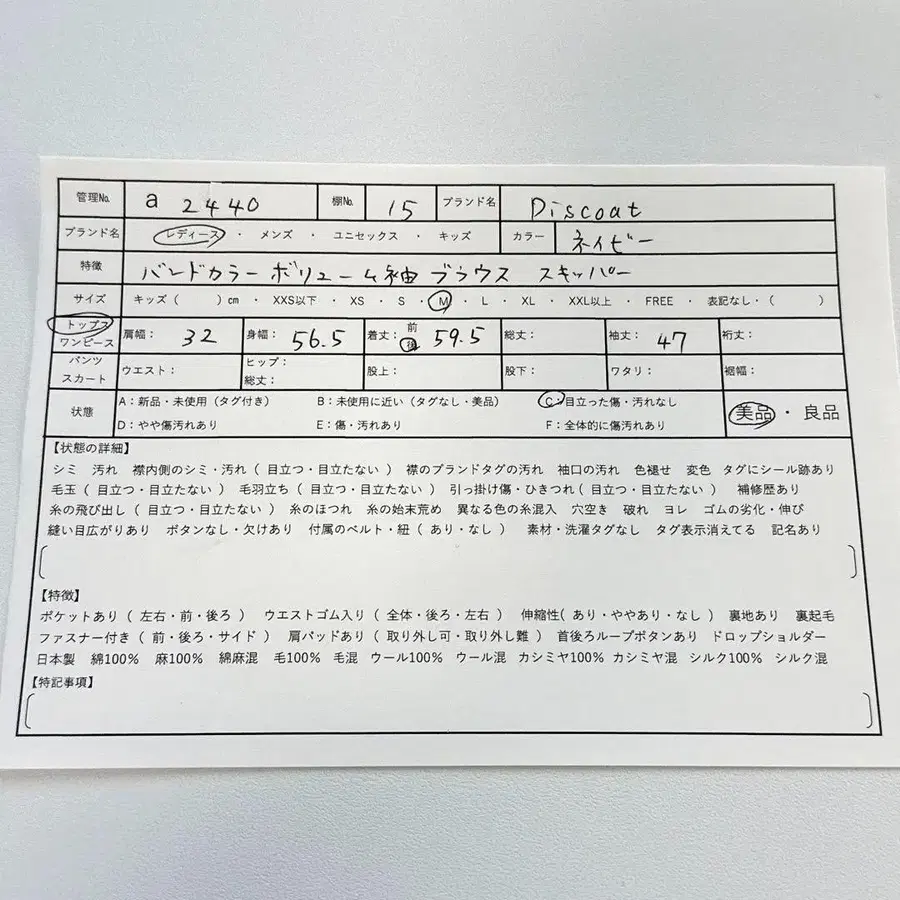 管理No. a 2440 棚No. 15 ブランド名 Discoat
ブランド名 レディース ・ メンズ ・ ユニセックス ・ キッズ カラー ネイビー
特徴 バンドカラー ボリューム袖 ブラウス スキッパー
サイズ キッズ ( ) cm ・ XXS以下 ・ XS ・ S ・ M ・ L ・ XL ・ XXL以上 ・ FREE ・ 表記なし ・ ( )
トップス
ワンピース 肩幅: 32 身幅: 56.5 着丈: 前 後 59.5 総丈: 袖丈: 47 裄丈:
パンツ
スカート ウエスト: ヒップ: 総丈: 股上: 股下: ワタリ: 裾幅:
状態 A:新品・未使用(タグ付き) B:未使用に近い(タグなし・美品) C:目立った傷・汚れなし 美品 ・ 良品
D:やや傷汚れあり E:傷・汚れあり F:全体的に傷汚れあり
【状態の詳細】
シミ 汚れ 襟内側のシミ・汚れ ( 目立つ・目立たない ) 襟のブランドタグの汚れ 袖口の汚れ 色褪せ 変色 タグにシール跡あり
毛玉 ( 目立つ・目立たない ) 毛羽立ち ( 目立つ・目立たない ) 引っ掛け傷・ひきつれ ( 目立つ・目立たない ) 補修歴あり
糸の飛び出し ( 目立つ・目立たない ) 糸のほつれ 糸の始末荒め 異なる色の糸混入 穴空き 破れ ヨレ ゴムの劣化・伸び
縫い目広がりあり ボタンなし・欠けあり 付属のベルト・紐 ( あり・なし ) 素材・洗濯タグなし タグ表示消えてる 記名あり
【特徴】
ポケットあり ( 左右・前・後ろ ) ウエストゴム入り ( 全体・後ろ・左右 ) 伸縮性 ( あり・ややあり・なし ) 裏地あり 裏起毛
ファスナー付き ( 前・後ろ・サイド ) 肩パッドあり ( 取り外し可・取り外し難 ) 首後ろループボタンあり ドロップショルダー
日本製 綿100% 麻100% 綿麻混 毛100% 毛混 ウール100% ウール混 カシミヤ100% カシミヤ混 シルク100% シルク混
【特記事項】